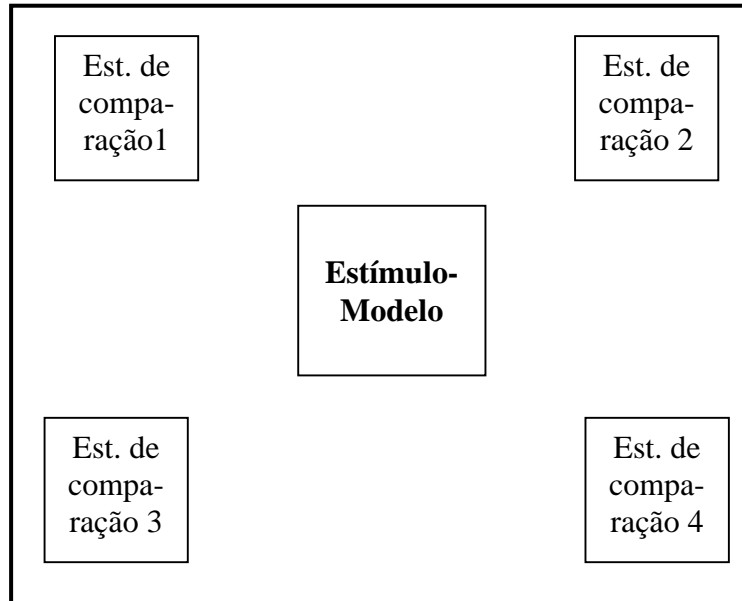 Est. de
compa-
ração1
Est. de
compa-
ração 2
Estímulo-
Modelo
Est. de
compa-
ração 3
Est. de
compa-
ração 4